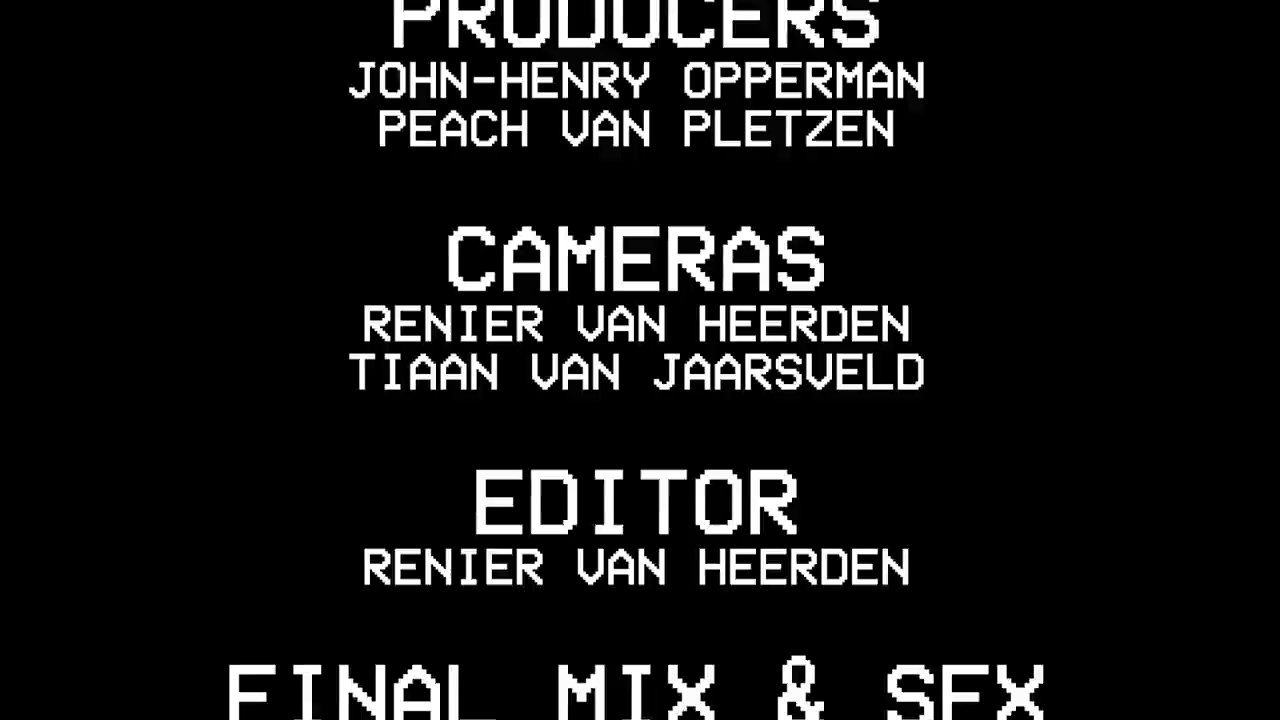 PRODUCERS
JOHN-HENRY OPPERMAN
PEACH VAN PLETZEN
CAMERAS
RENIER VAN HEERDEN
TIAAN VAN JAARSVELD
EDITOR
RENIER VAN HEERDEN
FINAL MIX & SFX